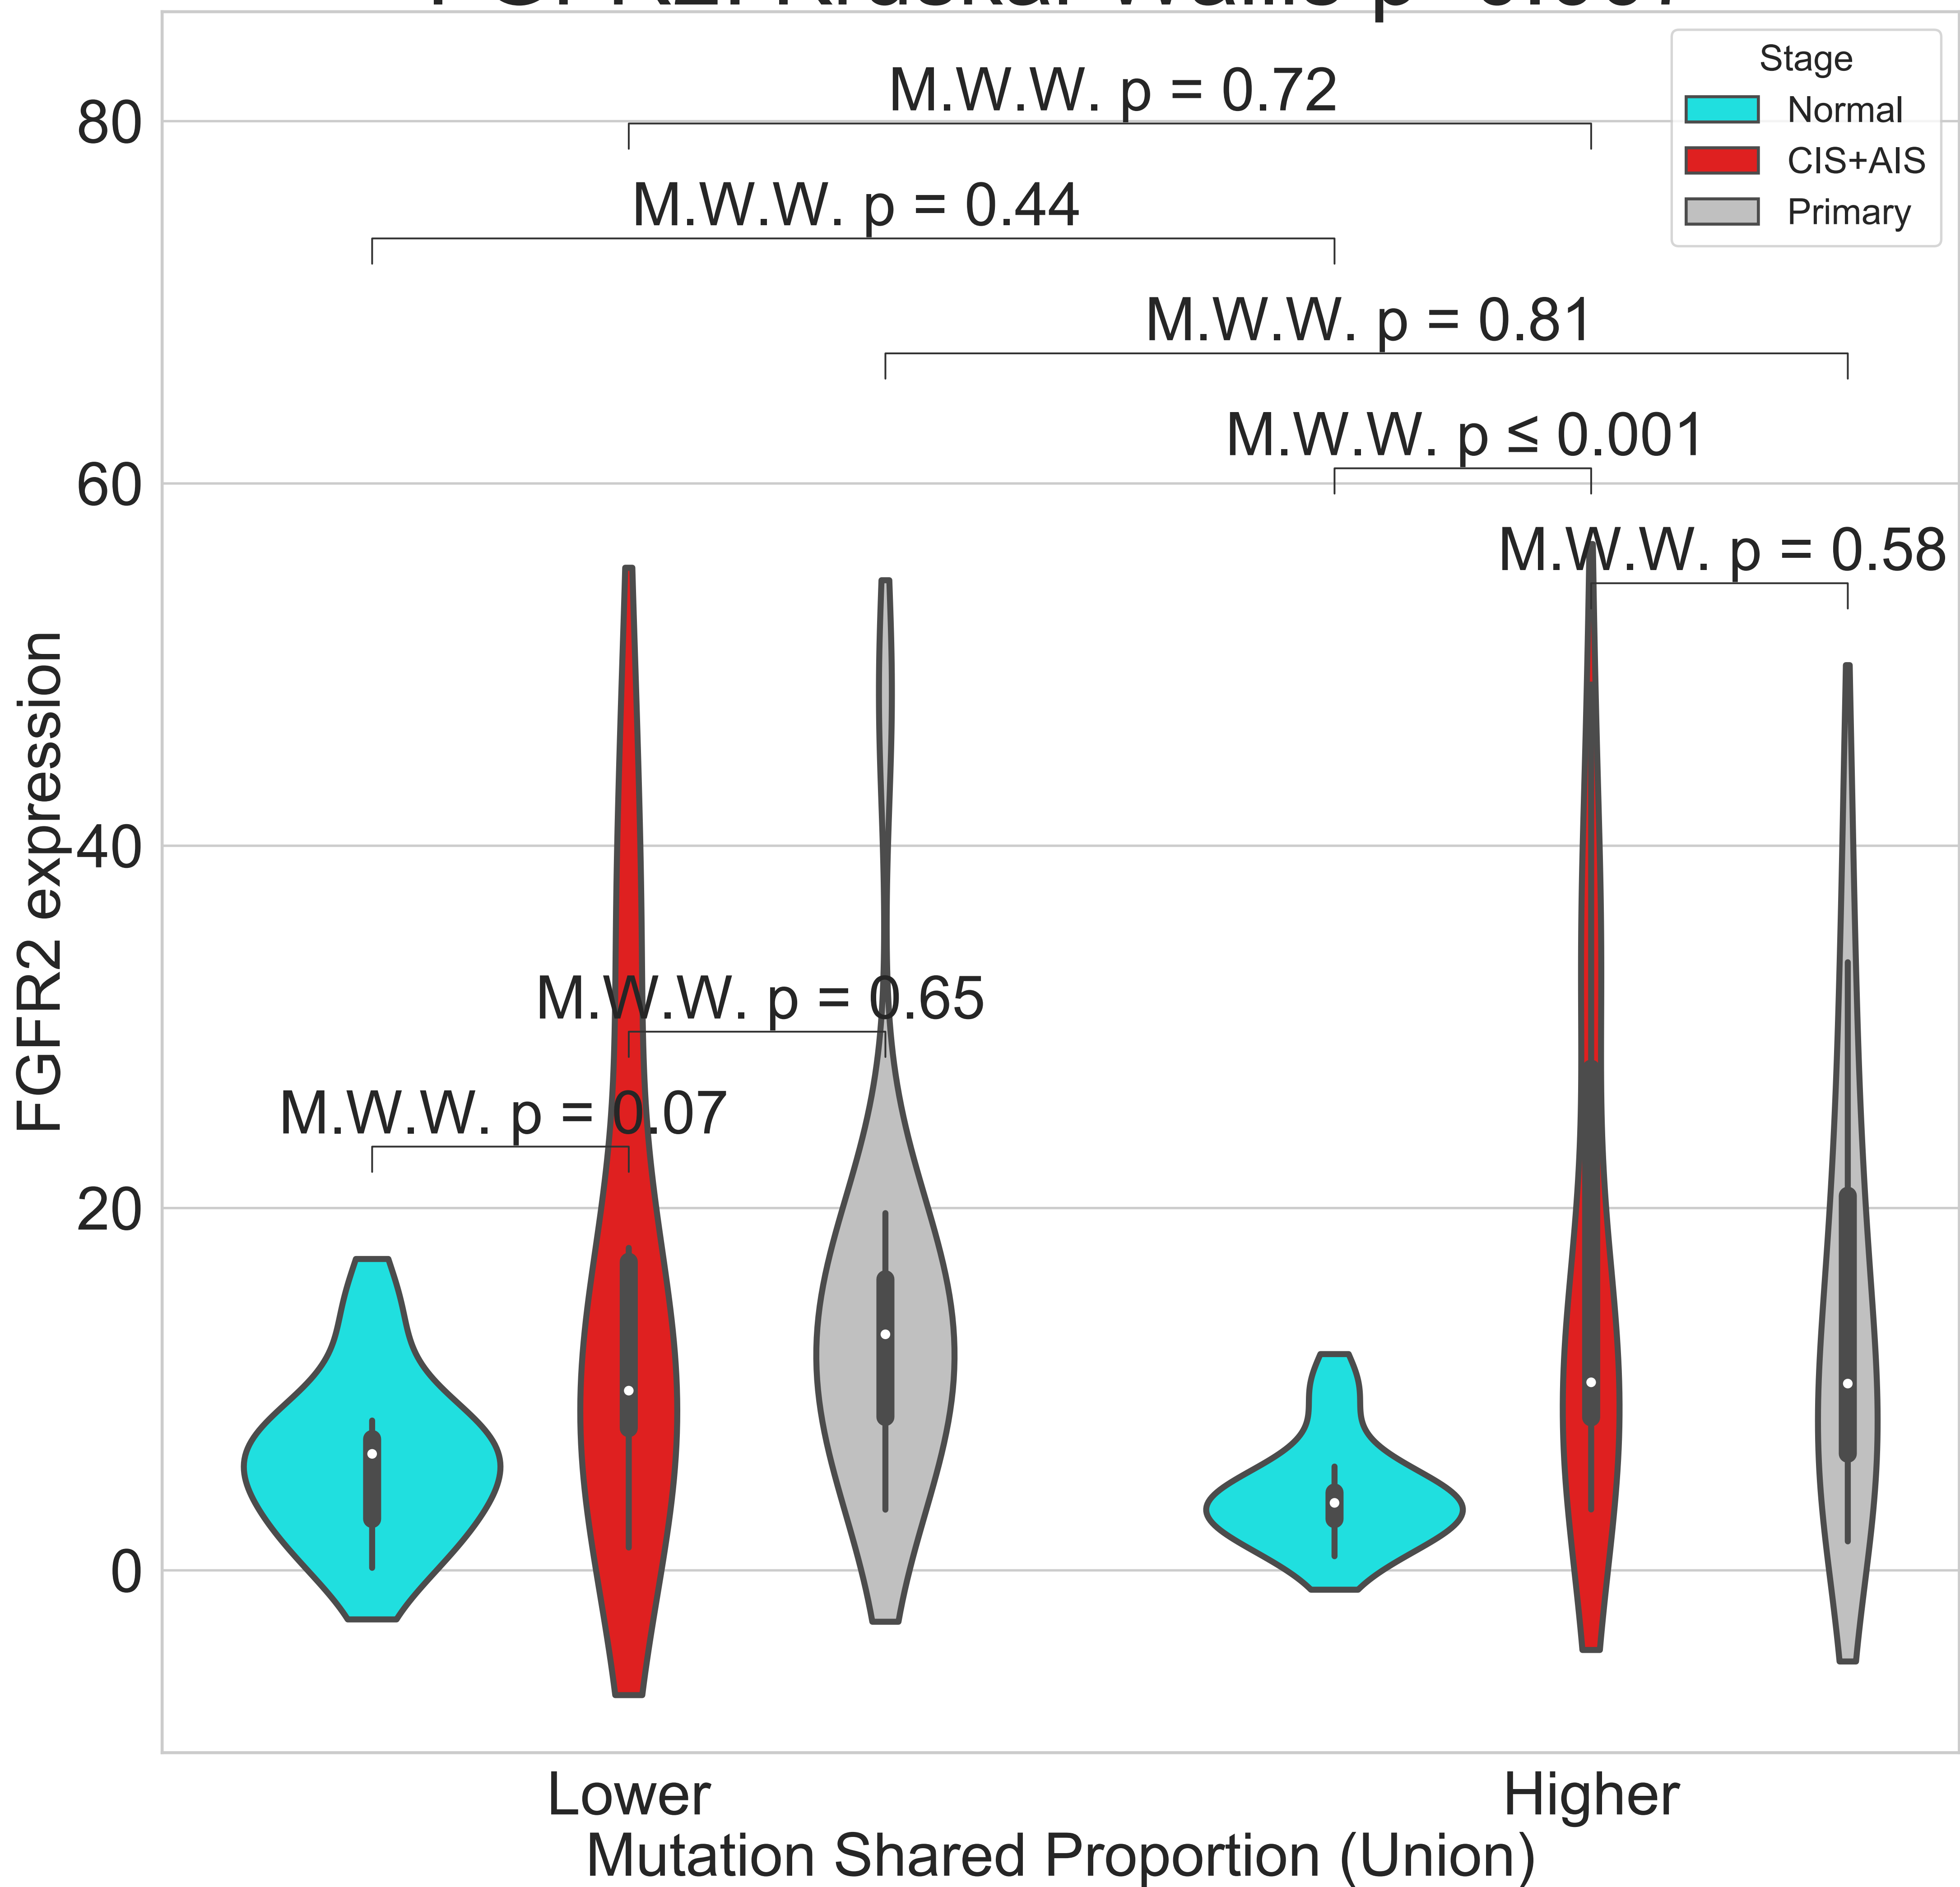 Stage
Normal
CIS+AIS
Primary
M.W.W. p = 0.72
M.W.W. p = 0.44
M.W.W. p = 0.81
M.W.W. p ≤ 0.001
M.W.W. p = 0.58
M.W.W. p = 0.65
M.W.W. p = 0.07
80
60
40
20
0
FGFR2 expression
Lower
Higher
Mutation Shared Proportion (Union)